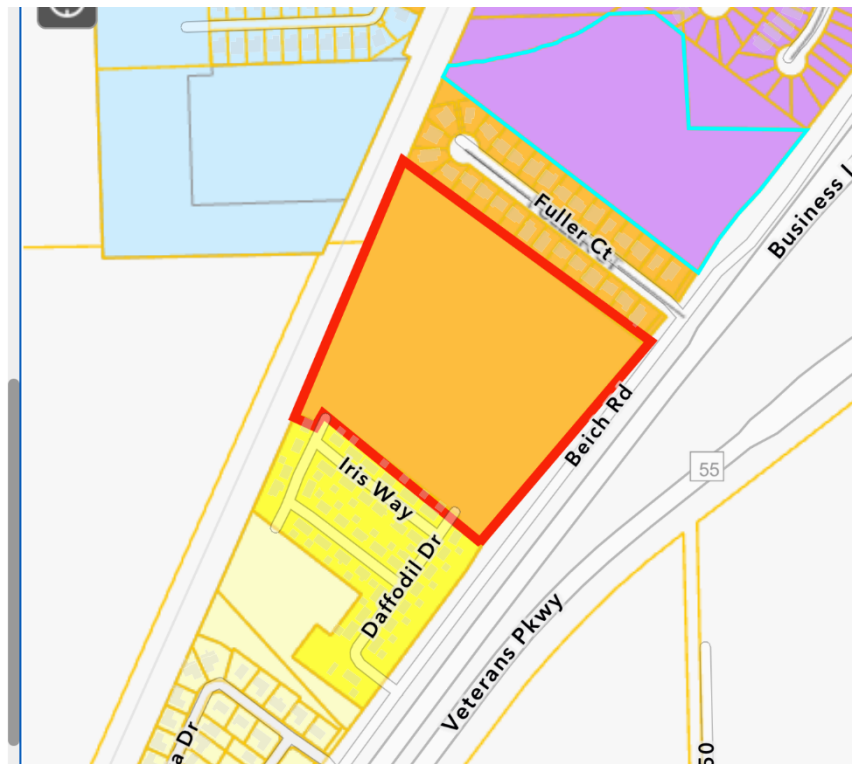 Fuller Ct
Business L
Beich Rd
55
Iris Way
Daffodil Dr
Veterans Pkwy
a Dr
50